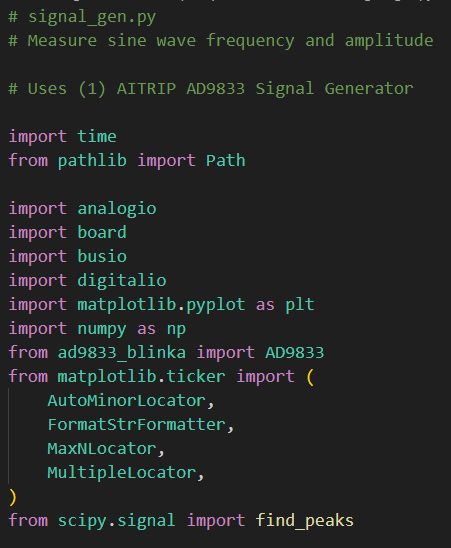 # signal_gen.py
# Measure sine wave frequency and amplitude
# Uses (1) AITRIP AD9833 Signal Generator
import time
from pathlib import Path
import analogio
import board
import busio
import digitalio
import matplotlib.pyplot as plt
import numpy as np
from ad9833_blinka import AD9833
from matplotlib.ticker import (
    AutoMinorLocator,
    FormatStrFormatter,
    MaxNLocator,
    MultipleLocator,
)
from scipy.signal import find_peaks